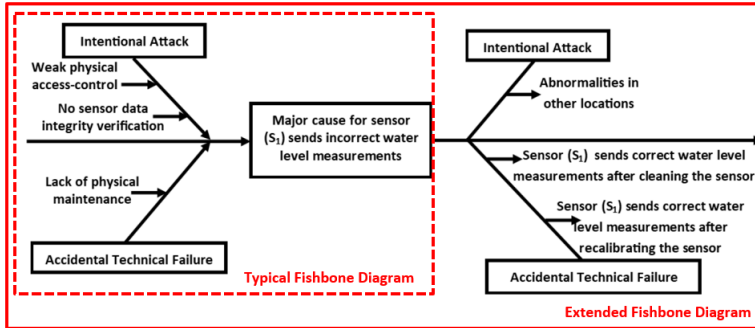 Intentional Attack
Weak physical
access-control
No sensor data
integrity verification
Major cause for sensor
(S₁) sends incorrect water
level measurements
Lack of physical
maintenance
Accidental Technical Failure
Typical Fishbone Diagram
Intentional Attack
Abnormalities in
other locations
Sensor (S₁) sends correct water level
measurements after cleaning the sensor
Sensor (S₁) sends correct water
level measurements after
recalibrating the sensor
Accidental Technical Failure
Extended Fishbone Diagram